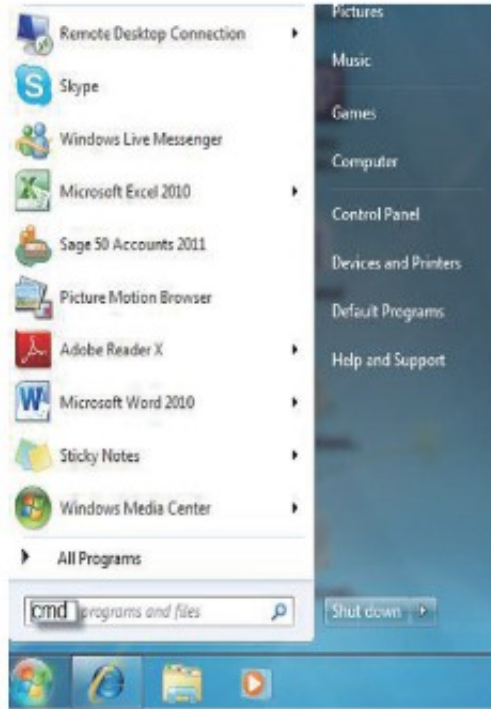 Remote Desktop Connection
Skype
Windows Live Messenger
Microsoft Excel 2010
Sage 50 Accounts 2011
Picture Motion Browser
Adobe Reader X
Microsoft Word 2010
Sticky Notes
Windows Media Center
All Programs
cmd programs and files
Pictures
Music
Games
Computer
Control Panel
Devices and Printers
Default Programs
Help and Support
Shut down